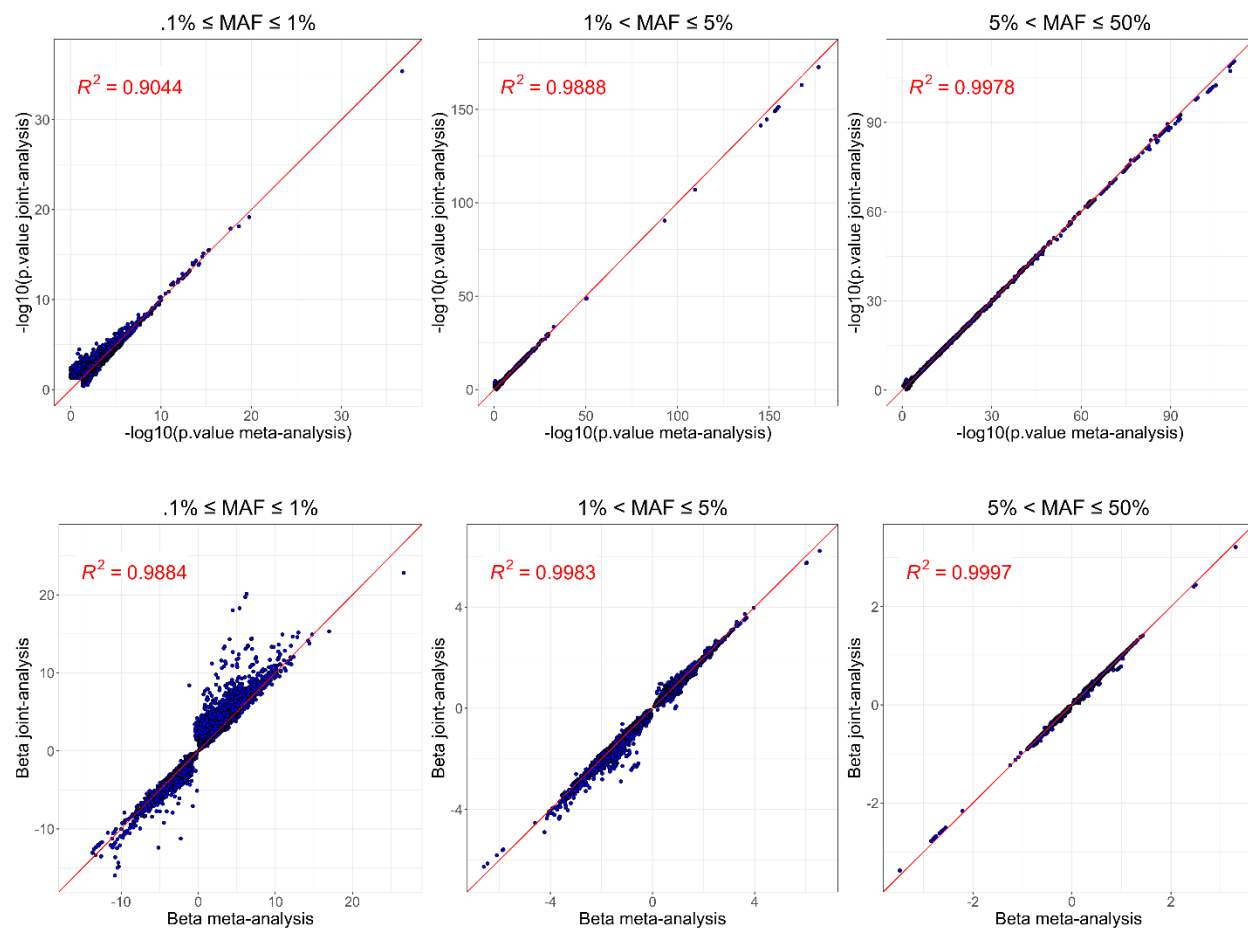 .1% ≤ MAF ≤ 1%
R² = 0.9044
-log10(p.value joint-analysis)
30
20
10
0
0 10 20 30
-log10(p.value meta-analysis)
1% < MAF ≤ 5%
R² = 0.9888
-log10(p.value joint-analysis)
150
100
50
0
0 50 100 150
-log10(p.value meta-analysis)
5% < MAF ≤ 50%
R² = 0.9978
-log10(p.value joint-analysis)
90
60
30
0
0 30 60 90
-log10(p.value meta-analysis)
.1% ≤ MAF ≤ 1%
R² = 0.9884
Beta joint-analysis
20
10
0
-10
-10 0 10 20
Beta meta-analysis
1% < MAF ≤ 5%
R² = 0.9983
Beta joint-analysis
4
0
-4
-4 0 4
Beta meta-analysis
5% < MAF ≤ 50%
R² = 0.9997
Beta joint-analysis
2
0
-2
-2 0 2
Beta meta-analysis